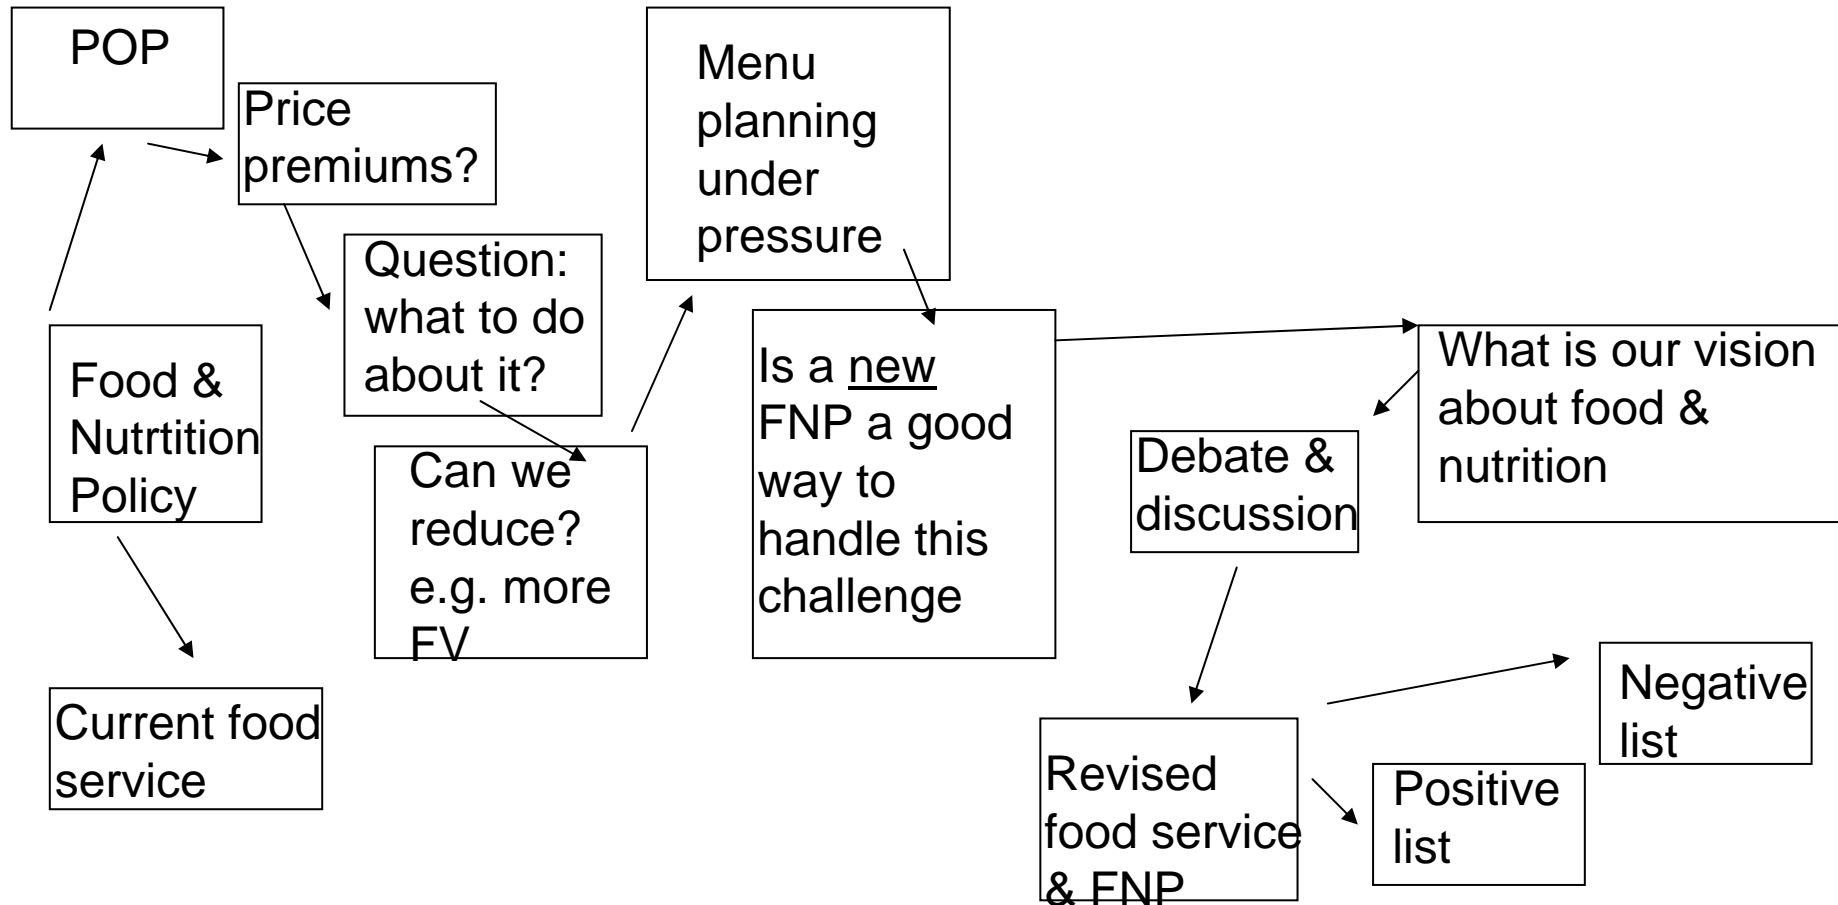 POP
Price
premiums?
Question:
what to do
about it?
Food &
Nutrtition
Policy
Current food
service
Can we
reduce?
e.g. more
FV
Menu
planning
under
pressure
Is a new
FNP a good
way to
handle this
challenge
What is our vision
about food &
nutrition
Debate &
discussion
Revised
food service
& FNP
Positive
list
Negative
list